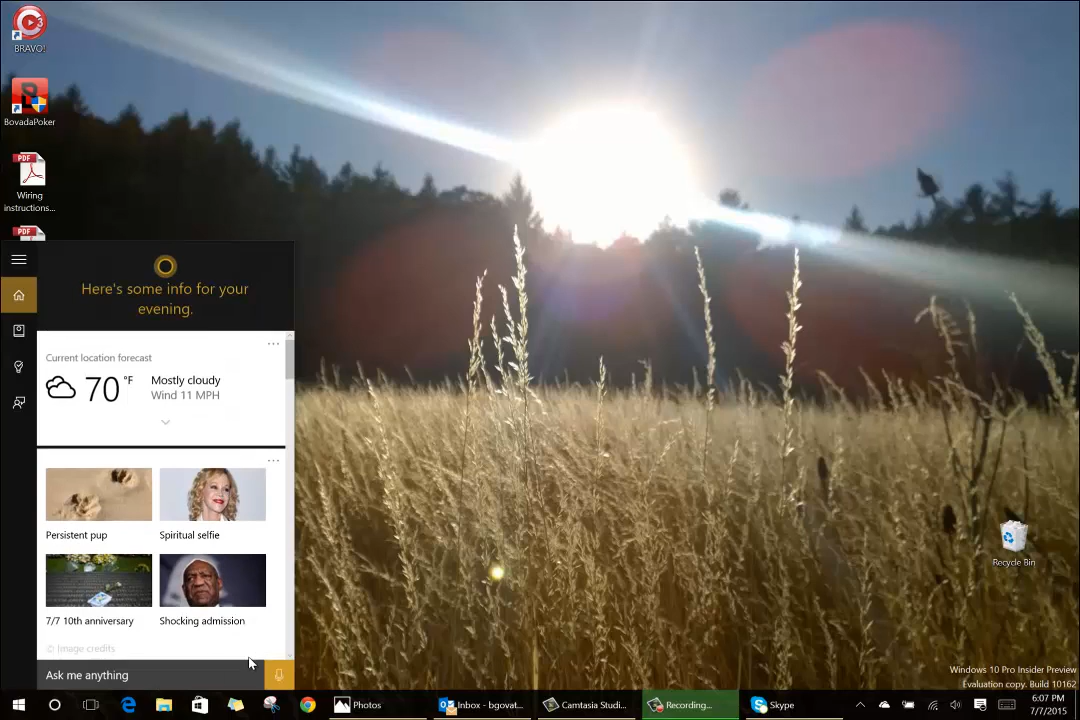 BRAVO!
BovadaPoker
PDF
Wiring
instructions...
PDF
Here's some info for your
evening.
Current location forecast
70 °F
Mostly cloudy
Wind 11 MPH
Persistent pup
Spiritual selfie
7/7 10th anniversary
Shocking admission
© Image credits
Ask me anything
Recycle Bin
Windows 10 Pro Insider Preview
Evaluation copy. Build 10162
Photos
Inbox - bgovat...
Camtasia Studi...
Recording...
Skype
6:07 PM
7/7/2015